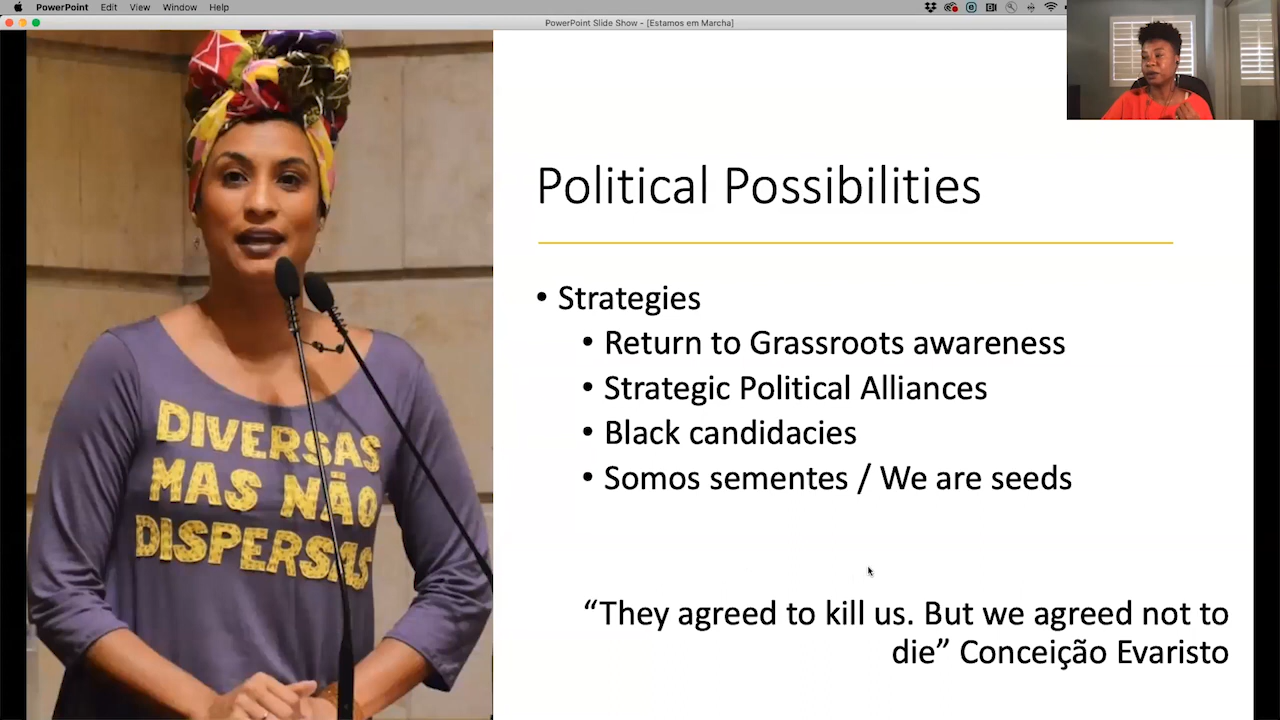 PowerPoint Edit View Window Help
PowerPoint Slide Show - [Estamos em Marcha]
DIVERSAS
MAS NÃO
DISPERSAS
Political Possibilities
• Strategies
• Return to Grassroots awareness
• Strategic Political Alliances
• Black candidacies
• Somos sementes / We are seeds
“They agreed to kill us. But we agreed not to
die” Conceição Evaristo